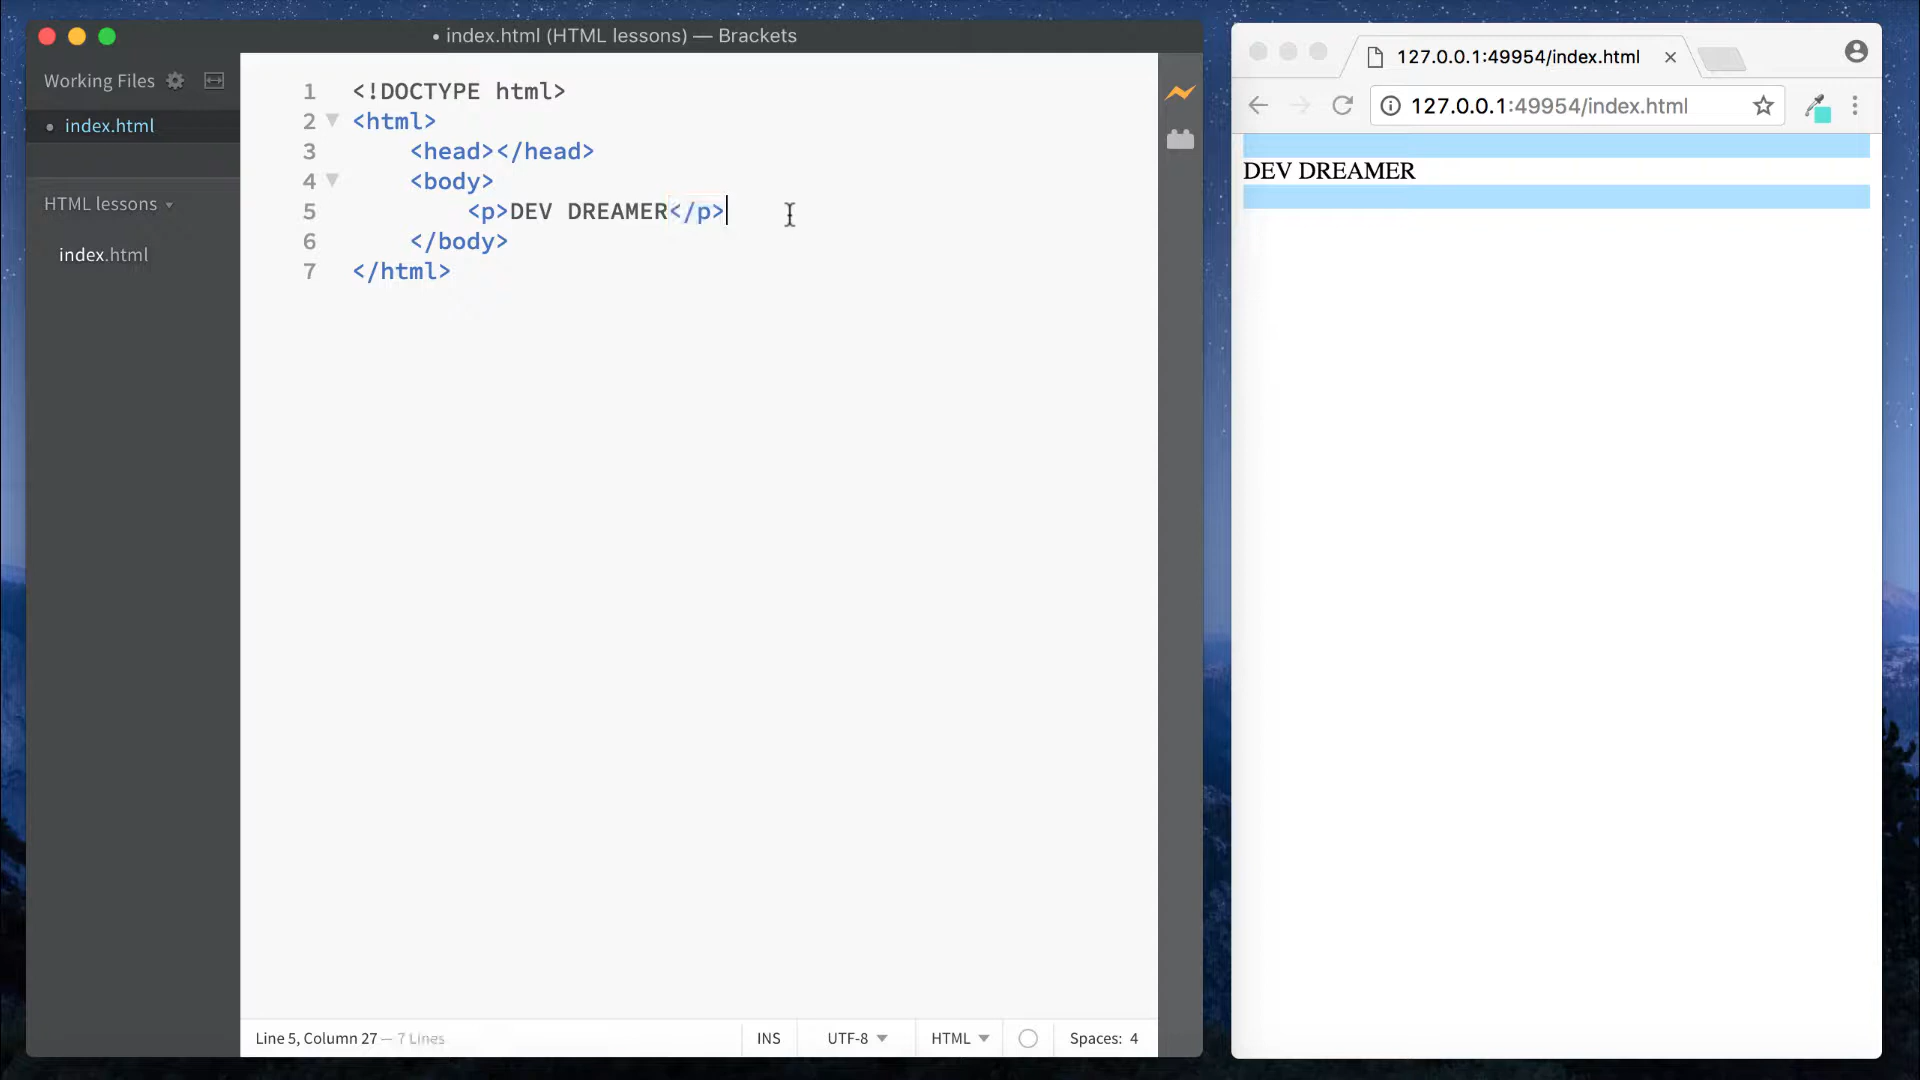 • index.html (HTML lessons) — Brackets
Working Files
• index.html
HTML lessons
index.html
1 <!DOCTYPE html>
2 <html>
3 <head></head>
4 <body>
5 <p>DEV DREAMER</p>
6 </body>
7 </html>
Line 5, Column 27 — 7 Lines
INS
UTF-8
HTML
Spaces: 4
127.0.0.1:49954/index.html
127.0.0.1:49954/index.html
DEV DREAMER